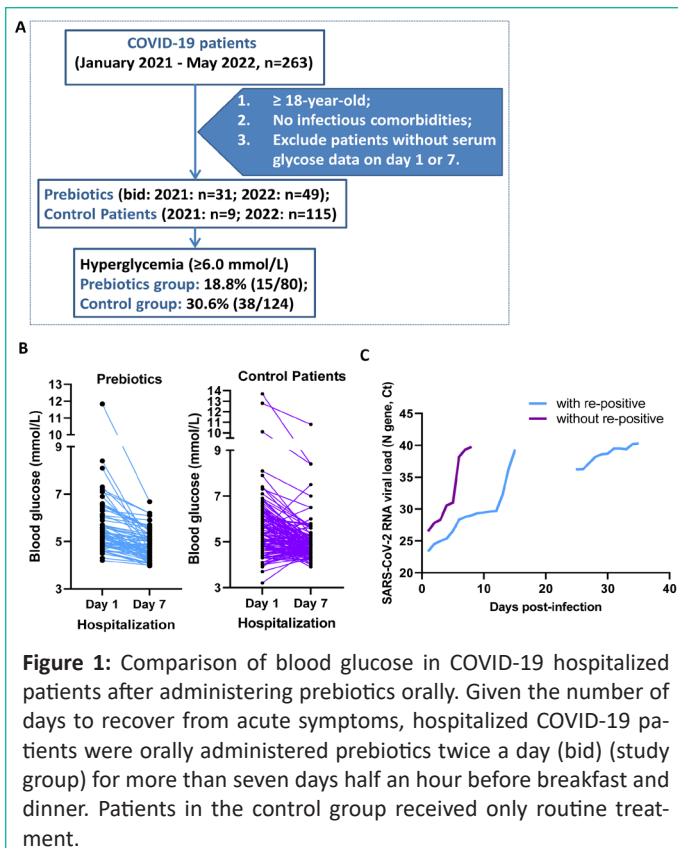 A
COVID-19 patients
(January 2021 - May 2022, n=263)
1. ≥ 18-year-old;
2. No infectious comorbidities;
3. Exclude patients without serum
glycose data on day 1 or 7.
Prebiotics (bid: 2021: n=31; 2022: n=49);
Control Patients (2021: n=9; 2022: n=115)
Hyperglycemia (≥6.0 mmol/L)
Prebiotics group: 18.8% (15/80);
Control group: 30.6% (38/124)
B
Prebiotics
Blood glucose (mmol/L)
13
12
11
10
9
7
5
3
Day 1 Day 7
Hospitalization
Control Patients
Blood glucose (mmol/L)
14
13
12
11
10
9
7
5
3
Day 1 Day 7
Hospitalization
C
with re-positive
without re-positive
SARS-CoV-2 RNA viral load (N gene, Ct)
45
40
35
30
25
20
0 10 20 30 40
Days post-infection
Figure 1: Comparison of blood glucose in COVID-19 hospitalized
patients after administering prebiotics orally. Given the number of
days to recover from acute symptoms, hospitalized COVID-19 pa-
tients were orally administered prebiotics twice a day (bid) (study
group) for more than seven days half an hour before breakfast and
dinner. Patients in the control group received only routine treat-
ment.